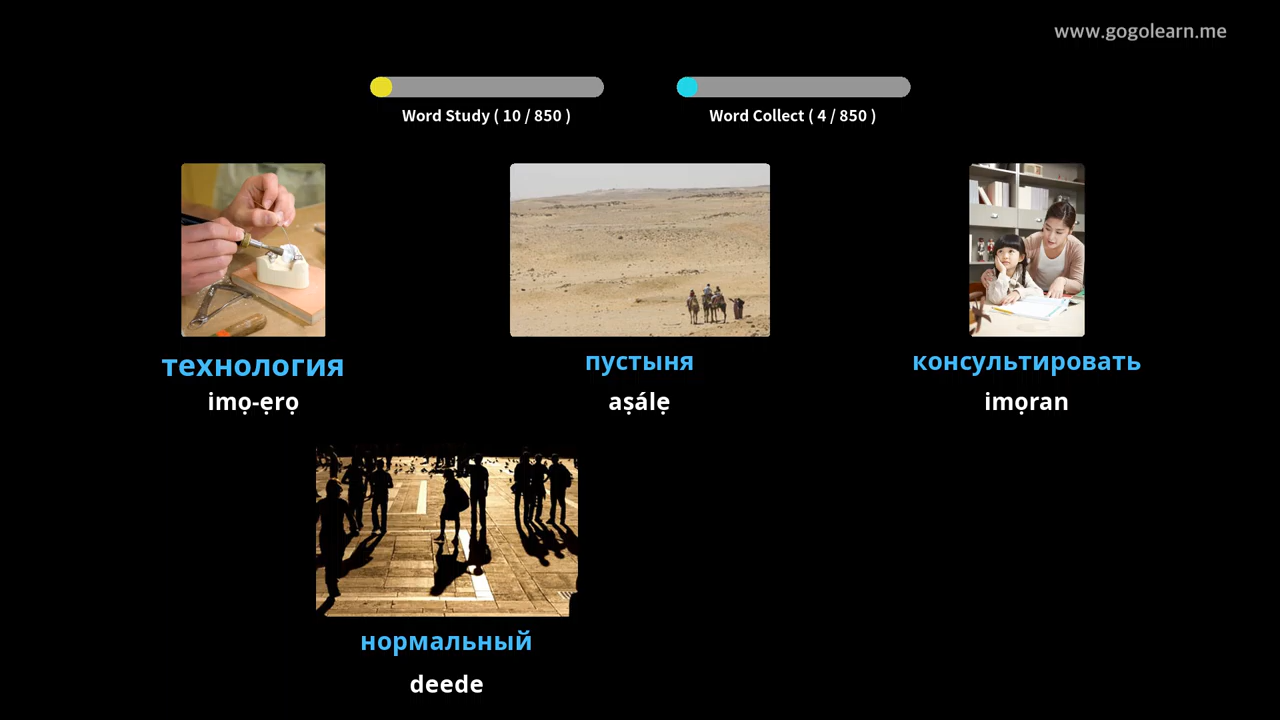 www.gogolearn.me
Word Study ( 10 / 850 )
Word Collect ( 4 / 850 )
технология
imọ-ẹrọ
пустыня
aṣálẹ
консультировать
imọran
нормальный
deede